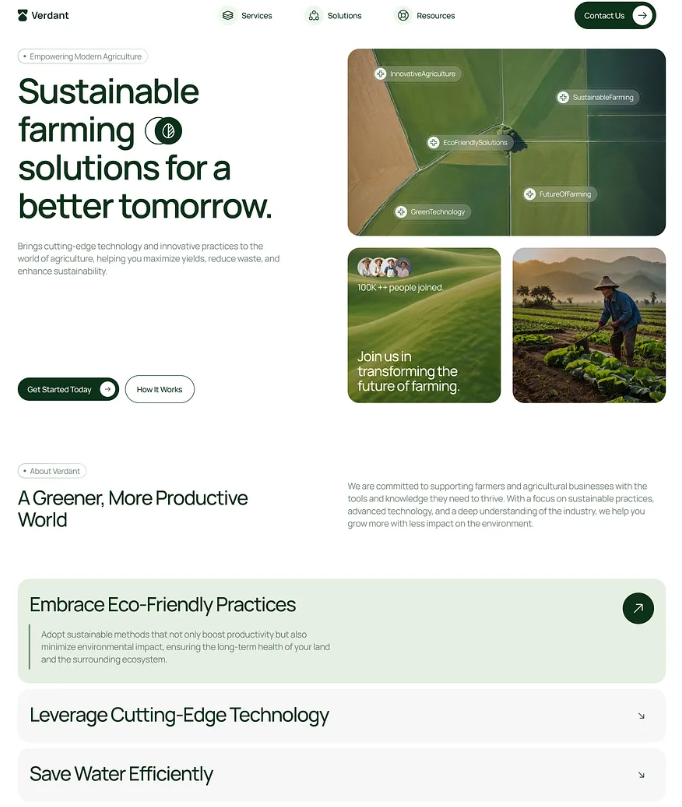 Verdant
Services
Solutions
Resources
Contact Us
Empowering Modern Agriculture
Sustainable
farming
solutions for a
better tomorrow.
Brings cutting-edge technology and innovative practices to the
world of agriculture, helping you maximize yields, reduce waste, and
enhance sustainability.
Get Started Today
How It Works
InnovativeAgriculture
SustainableFarming
EcoFriendlySolutions
FutureOfFarming
GreenTechnology
100K ++ people joined.
Join us in
transforming the
future of farming.
About Verdant
A Greener, More Productive
World
We are committed to supporting farmers and agricultural businesses with the
tools and knowledge they need to thrive. With a focus on sustainable practices,
advanced technology, and a deep understanding of the industry, we help you
grow more with less impact on the environment.
Embrace Eco-Friendly Practices
Adopt sustainable methods that not only boost productivity but also
minimize environmental impact, ensuring the long-term health of your land
and the surrounding ecosystem.
Leverage Cutting-Edge Technology
Save Water Efficiently